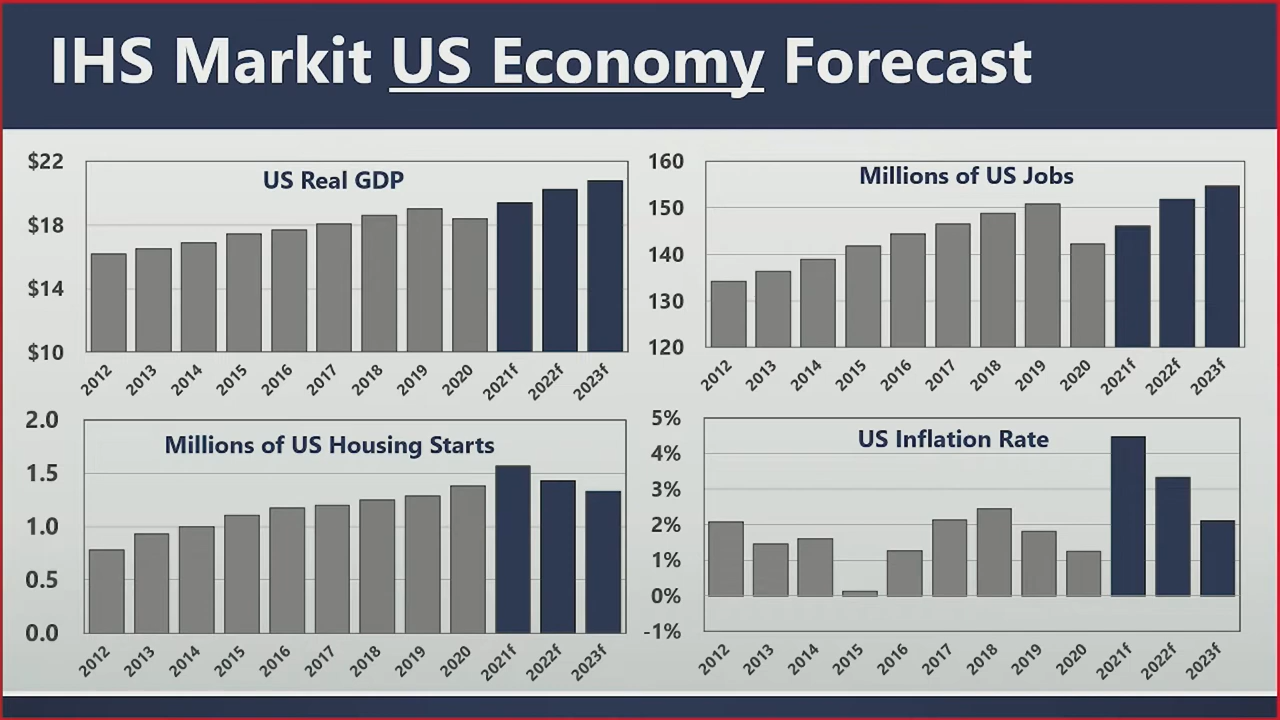 IHS Markit US Economy Forecast
US Real GDP
$22
$18
$14
$10
2012 2013 2014 2015 2016 2017 2018 2019 2020 2021f 2022f 2023f
Millions of US Jobs
160
150
140
130
120
2012 2013 2014 2015 2016 2017 2018 2019 2020 2021f 2022f 2023f
Millions of US Housing Starts
2.0
1.5
1.0
0.5
0.0
2012 2013 2014 2015 2016 2017 2018 2019 2020 2021f 2022f 2023f
US Inflation Rate
5%
4%
3%
2%
1%
0%
-1%
2012 2013 2014 2015 2016 2017 2018 2019 2020 2021f 2022f 2023f